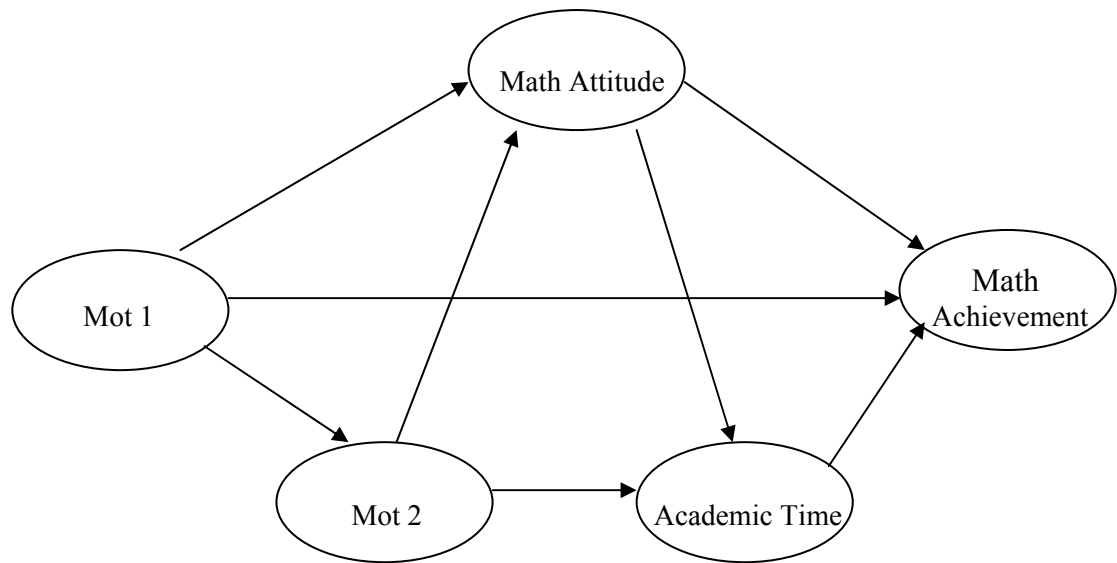 Math Attitude
Math
Achievement
Mot 1
Mot 2
Academic Time